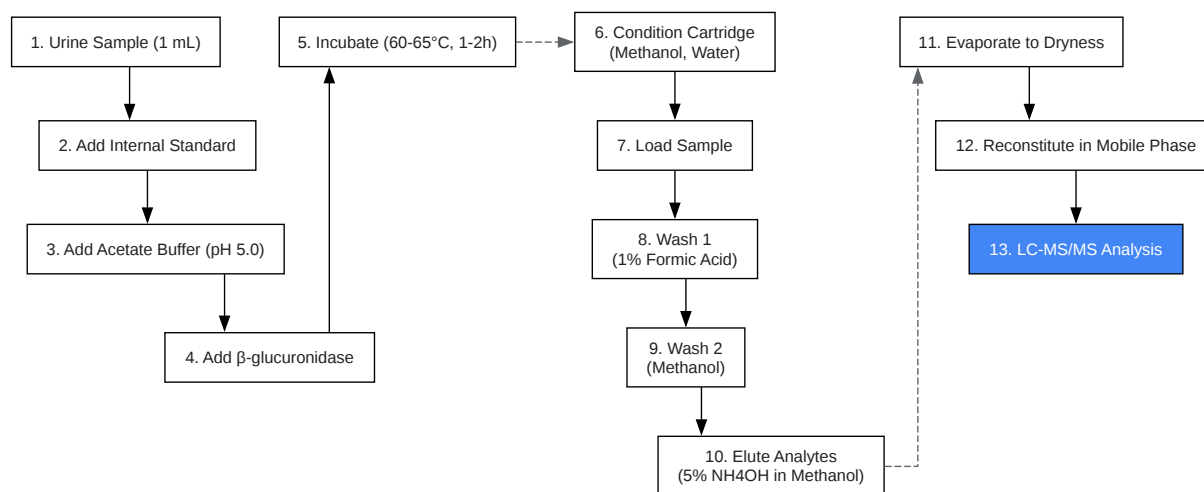 1. Urine Sample (1 mL)
2. Add Internal Standard
3. Add Acetate Buffer (pH 5.0)
4. Add β-glucuronidase
5. Incubate (60-65°C, 1-2h)
6. Condition Cartridge
(Methanol, Water)
7. Load Sample
8. Wash 1
(1% Formic Acid)
9. Wash 2
(Methanol)
10. Elute Analytes
(5% NH4OH in Methanol)
11. Evaporate to Dryness
12. Reconstitute in Mobile Phase
13. LC-MS/MS Analysis